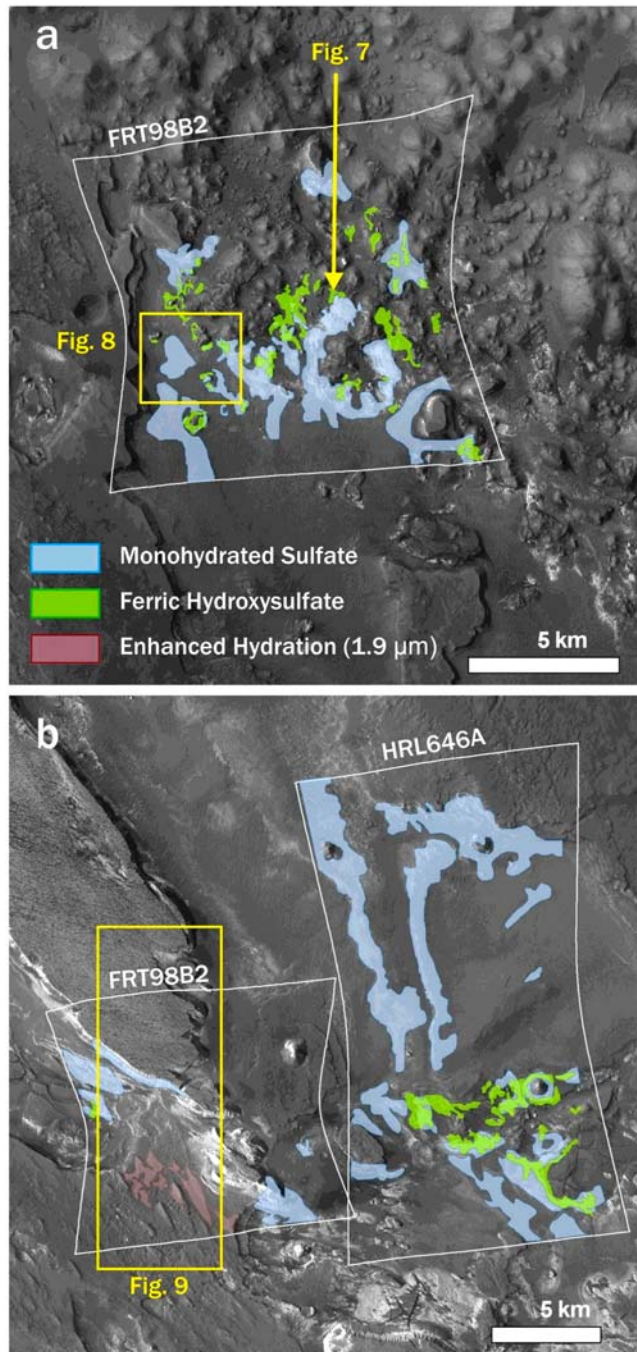 a
Fig. 7
FRT98B2
Fig. 8
Monohydrated Sulfate
Ferric Hydroxysulfate
Enhanced Hydration (1.9 μm)
5 km
b
HRL646A
FRT98B2
Fig. 9
5 km